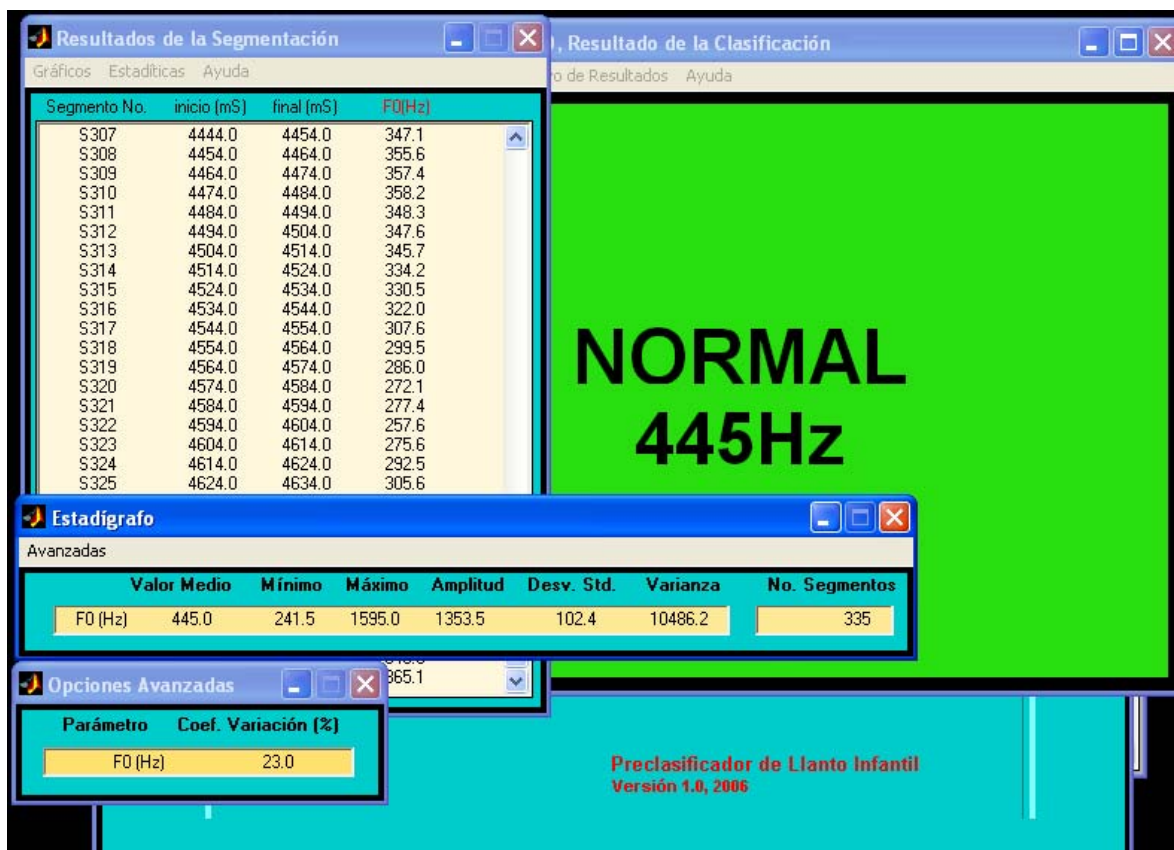 Resultados de la Segmentación
Gráficos Estadíticas Ayuda
Segmento No. inicio (mS) final (mS) F0(Hz)
S307 4444.0 4454.0 347.1
S308 4454.0 4464.0 355.6
S309 4464.0 4474.0 357.4
S310 4474.0 4484.0 358.2
S311 4484.0 4494.0 348.3
S312 4494.0 4504.0 347.6
S313 4504.0 4514.0 345.7
S314 4514.0 4524.0 334.2
S315 4524.0 4534.0 330.5
S316 4534.0 4544.0 322.0
S317 4544.0 4554.0 307.6
S318 4554.0 4564.0 299.5
S319 4564.0 4574.0 286.0
S320 4574.0 4584.0 272.1
S321 4584.0 4594.0 277.4
S322 4594.0 4604.0 257.6
S323 4604.0 4614.0 275.6
S324 4614.0 4624.0 292.5
S325 4624.0 4634.0 305.6
, Resultado de la Clasificación
de Resultados Ayuda
NORMAL
445Hz
Estadígrafo
Avanzadas
Valor Medio Mínimo Máximo Amplitud Desv. Std. Varianza No. Segmentos
F0 (Hz) 445.0 241.5 1595.0 1353.5 102.4 10486.2 335
365.1
Opciones Avanzadas
Parámetro Coef. Variación (%)
F0 (Hz) 23.0
Preclasificador de Llanto Infantil
Versión 1.0, 2006